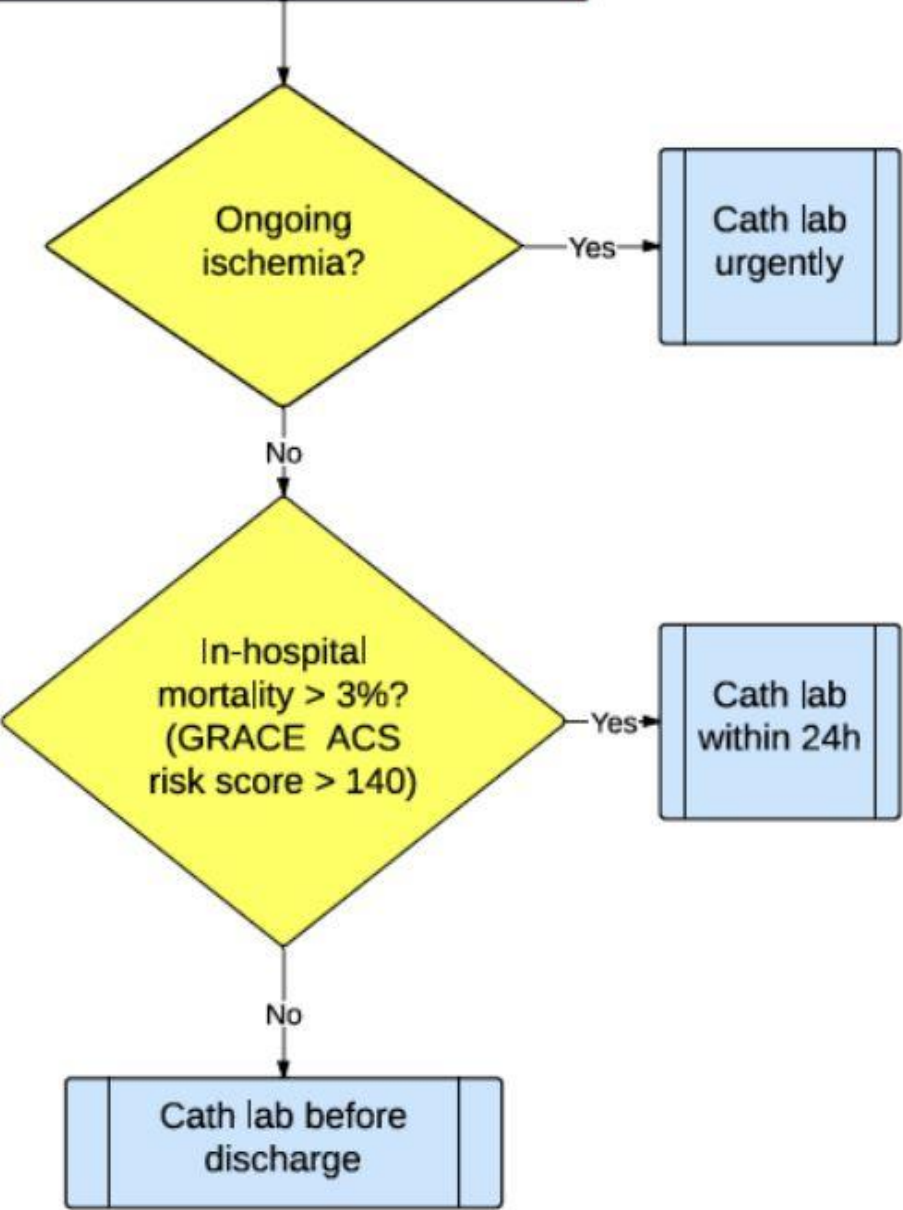 Ongoing
ischemia?
Yes
Cath lab
urgently
No
In-hospital
mortality > 3%?
(GRACE ACS
risk score > 140)
Yes
Cath lab
within 24h
No
Cath lab before
discharge